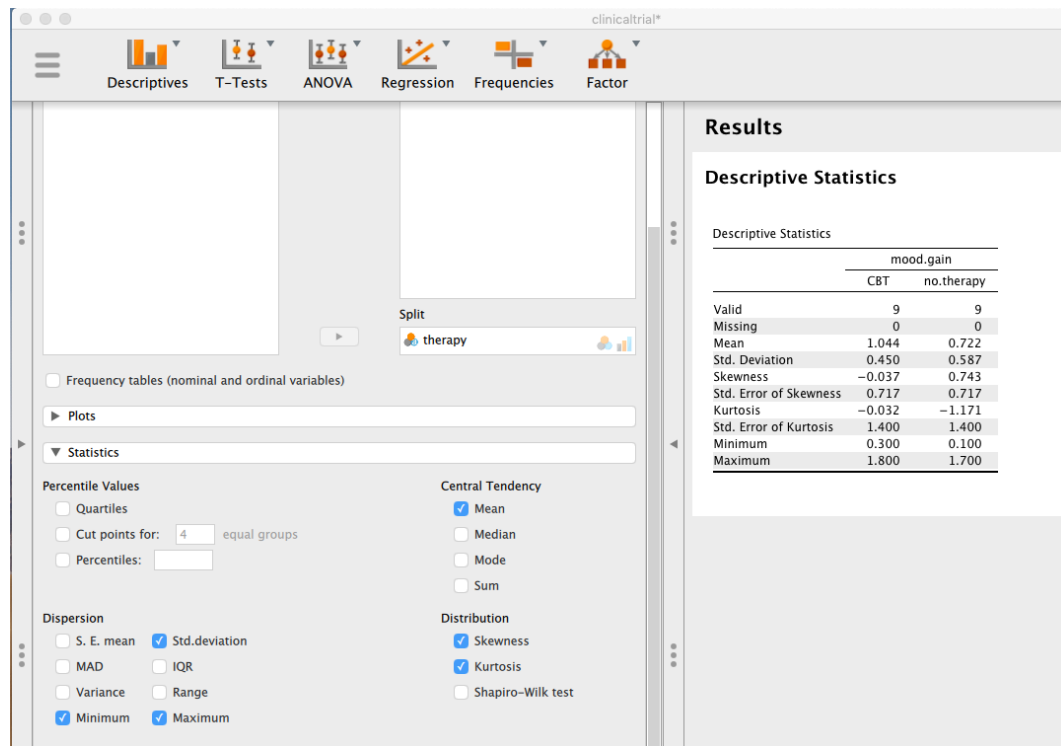 clinicaltrial*
Descriptives T-Tests ANOVA Regression Frequencies Factor
Split
therapy
Frequency tables (nominal and ordinal variables)
Plots
Statistics
Percentile Values
Quartiles
Cut points for: 4 equal groups
Percentiles:
Central Tendency
Mean
Median
Mode
Sum
Dispersion
S. E. mean Std.deviation
MAD IQR
Variance Range
Minimum Maximum
Distribution
Skewness
Kurtosis
Shapiro-Wilk test
Results
Descriptive Statistics
Descriptive Statistics
mood.gain
CBT no.therapy
Valid 9 9
Missing 0 0
Mean 1.044 0.722
Std. Deviation 0.450 0.587
Skewness −0.037 0.743
Std. Error of Skewness 0.717 0.717
Kurtosis −0.032 −1.171
Std. Error of Kurtosis 1.400 1.400
Minimum 0.300 0.100
Maximum 1.800 1.700